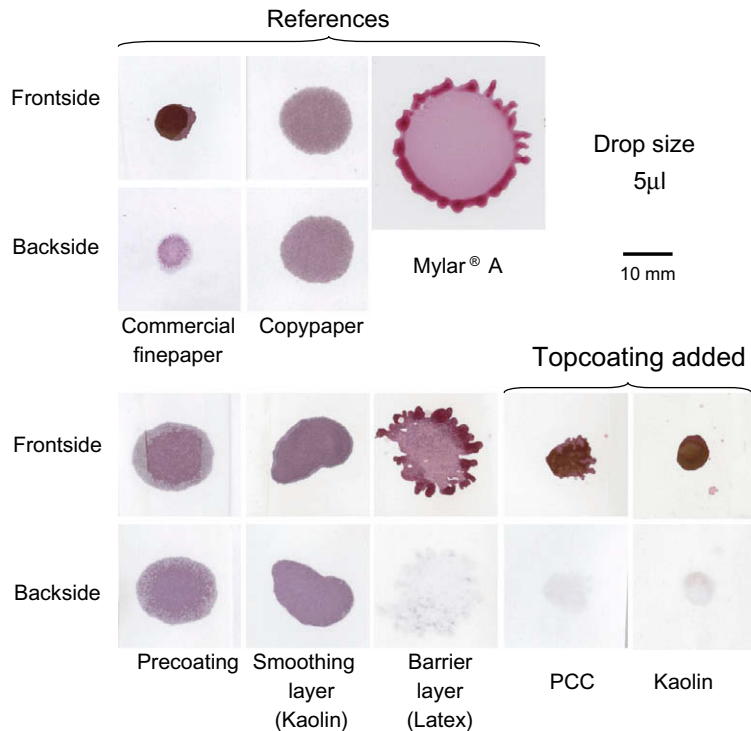 References
Frontside
Drop size
5μl
Backside
Mylar® A
10 mm
Commercial
finepaper
Copypaper
Topcoating added
Frontside
Backside
Precoating
Smoothing
layer
(Kaolin)
Barrier
layer
(Latex)
PCC
Kaolin